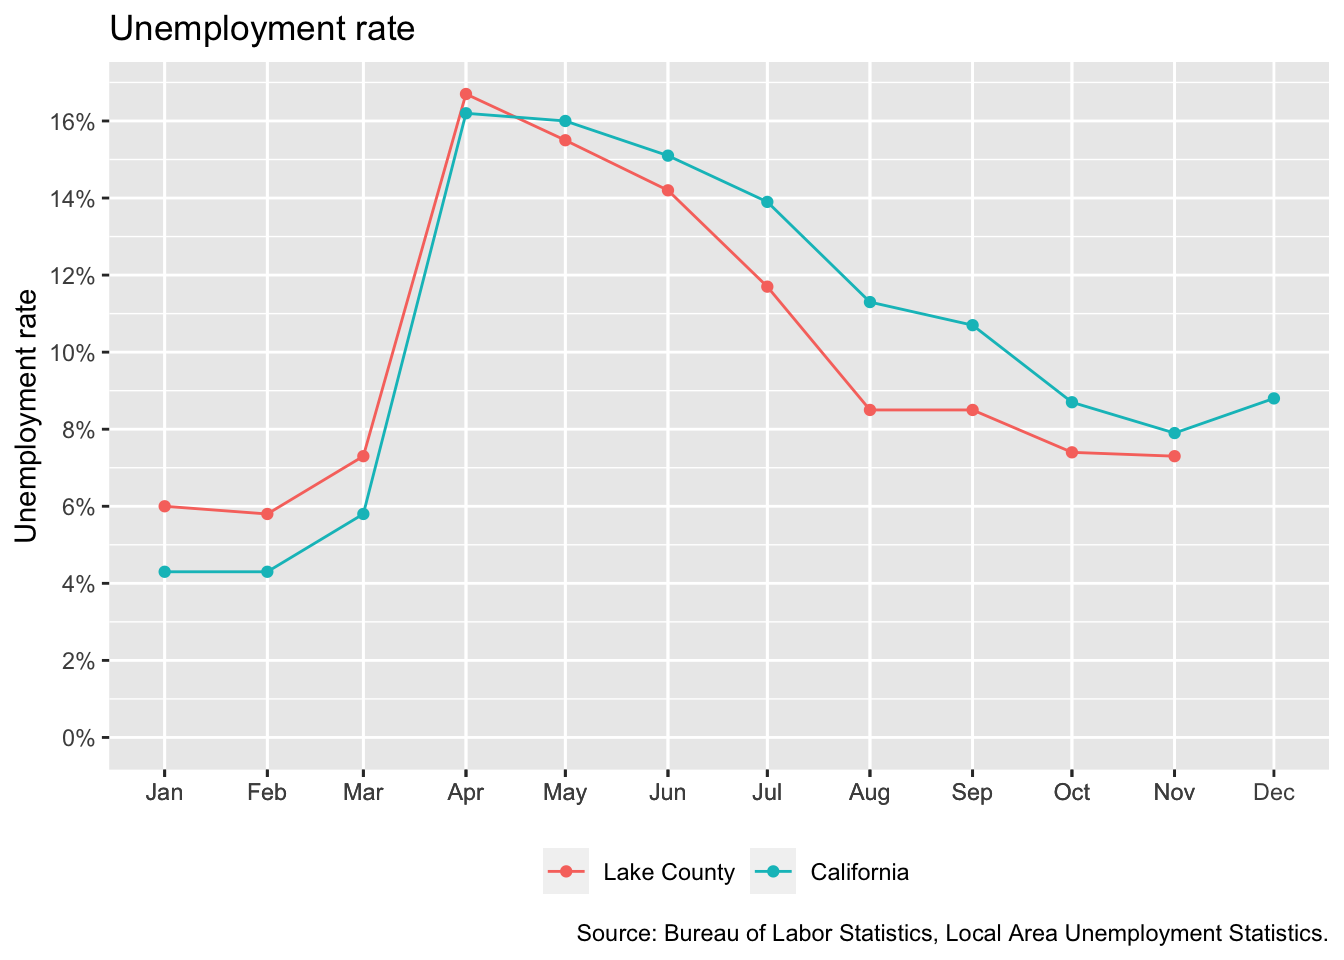 Unemployment rate
Unemployment rate
16%
14%
12%
10%
8%
6%
4%
2%
0%
Jan Feb Mar Apr May Jun Jul Aug Sep Oct Nov Dec
Lake County California
Source: Bureau of Labor Statistics, Local Area Unemployment Statistics.